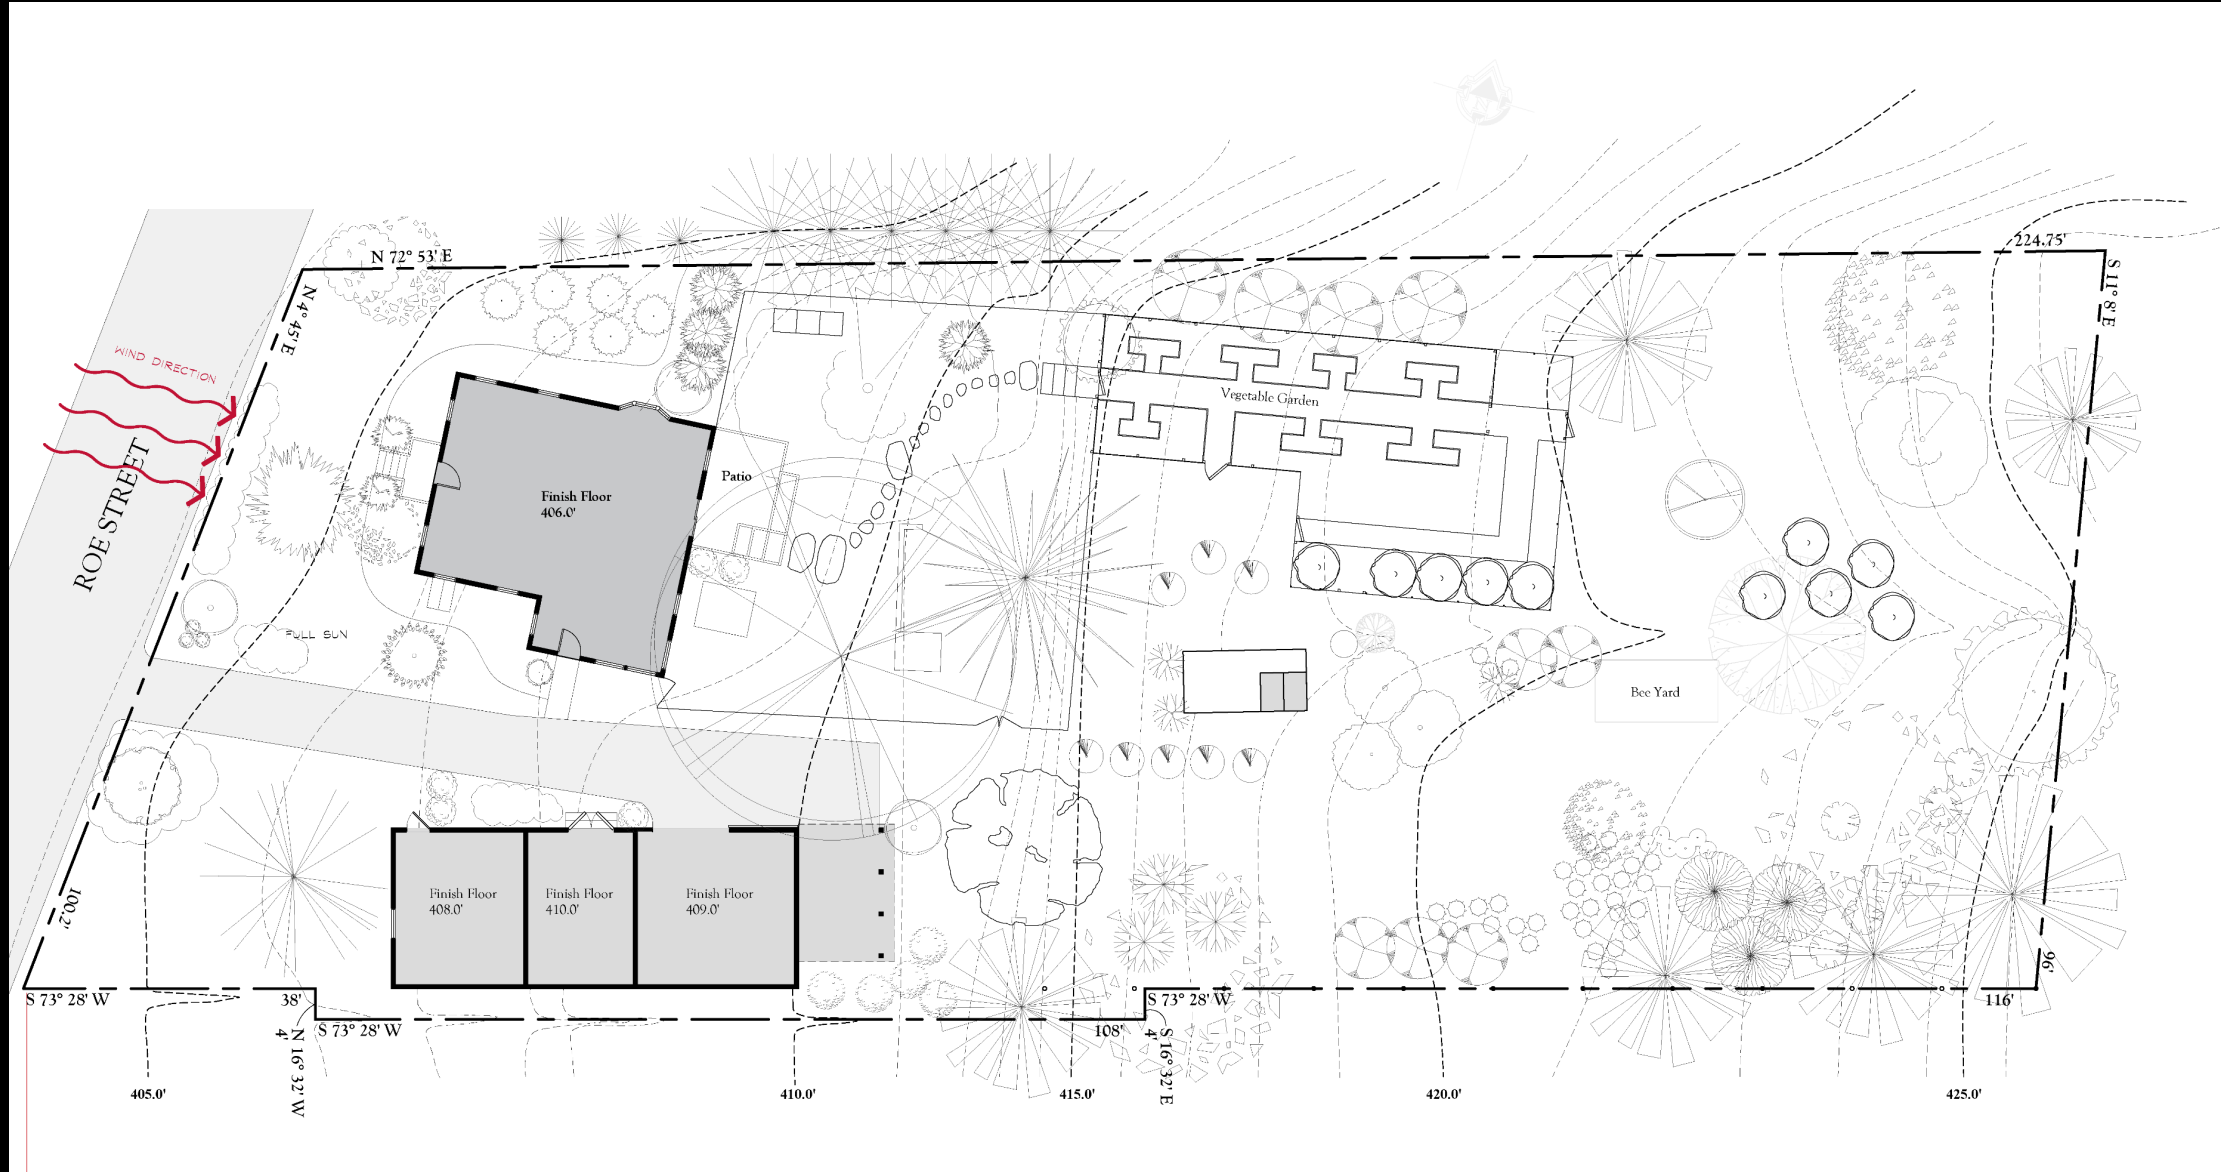 N 72° 53' E
224.75'
S 11° 8' E
N 4° 45' E
WIND DIRECTION
ROE STREET
Vegetable Garden
Patio
Finish Floor
406.0'
FULL SUN
Bee Yard
Finish Floor
408.0'
Finish Floor
410.0'
Finish Floor
409.0'
100.2'
96'
S 73° 28' W
38'
S 73° 28' W
116'
N 16° 32' W
4'
S 73° 28' W
108'
S 16° 32' E
4'
405.0'
410.0'
415.0'
420.0'
425.0'